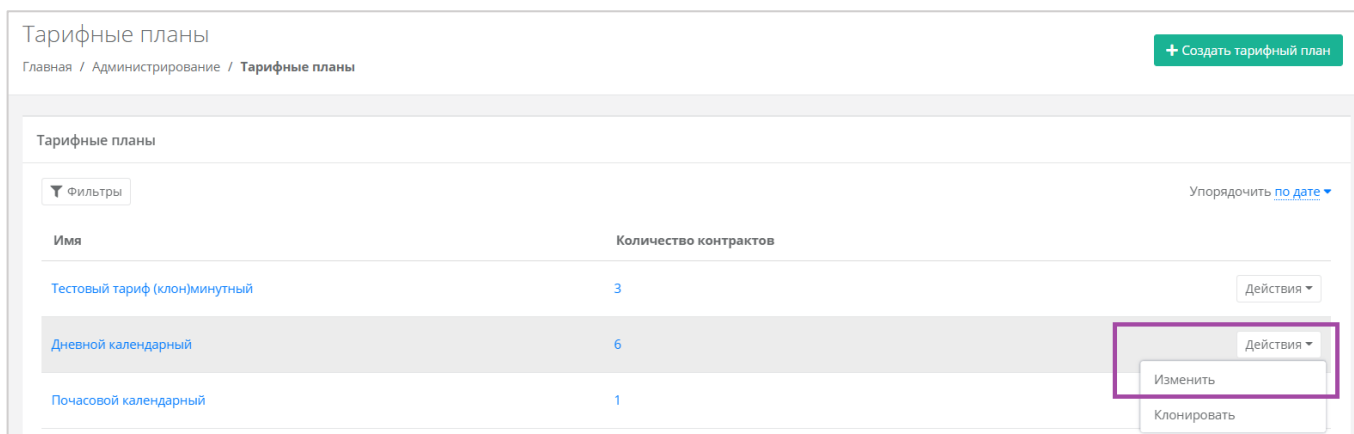 Тарифные планы
Главная / Администрирование / Тарифные планы
+ Создать тарифный план
Тарифные планы
Фильтры
Упорядочить по дате
Имя Количество контрактов
Тестовый тариф (клон)минутный 3 Действия
Дневной календарный 6 Действия
Изменить
Почасовой календарный 1
Клонировать